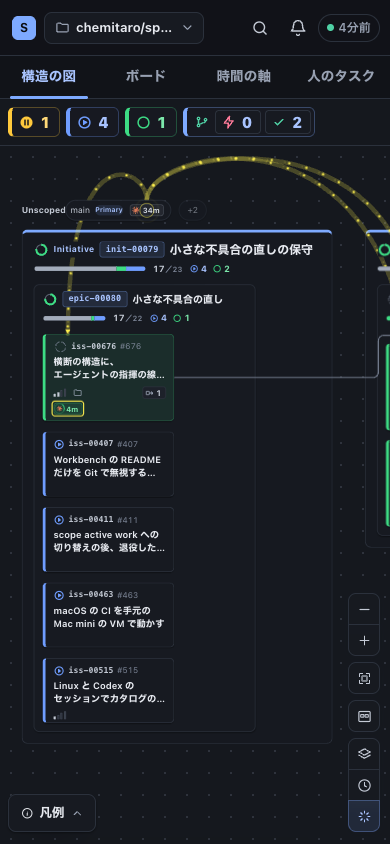 S
chemitaro/sp...
4分前
構造の図
ボード
時間の軸
人のタスク
1
4
1
0
2
Unscoped main Primary 34m +2
Initiative init-00079 小さな不具合の直しの保守
17/23 4 2
epic-00080 小さな不具合の直し
17/22 4 1
iss-00676 #676
横断の構造に、
エージェントの指揮の線...
1
4m
iss-00407 #407
Workbench の README
だけを Git で無視する...
iss-00411 #411
scope active work への
切り替えの後、退役した...
iss-00463 #463
macOS の CI を手元の
Mac mini の VM で動かす
iss-00515 #515
Linux と Codex の
セッションでカタログの...
凡例